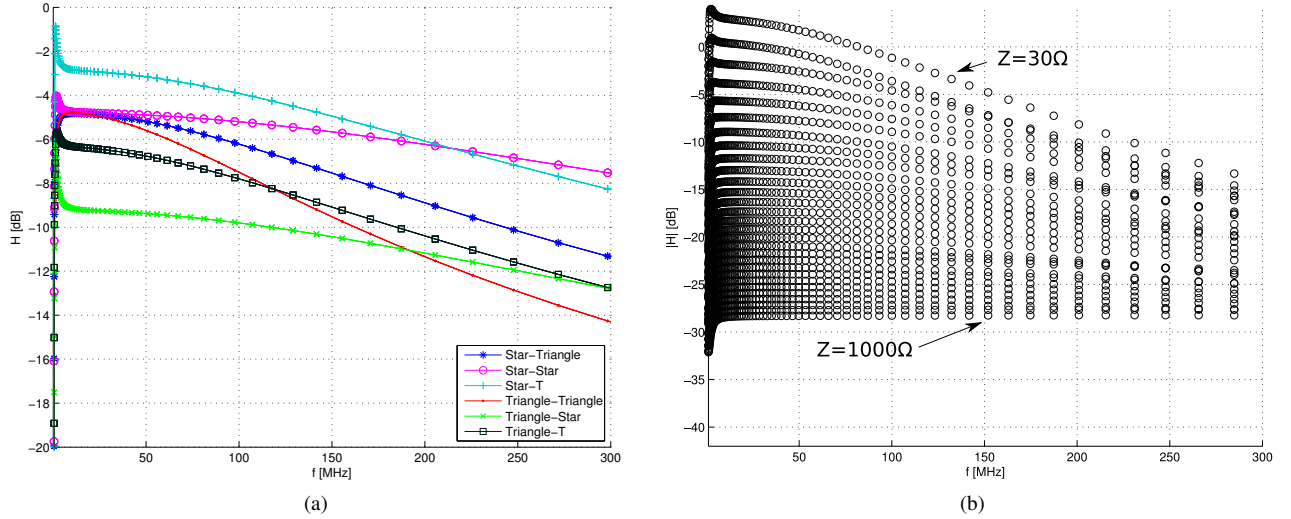 0
−2
−4
−6
−8
−10
−12
−14
−16
−18
−20
H [dB]
50
100
150
200
250
300
f [MHz]
Star−Triangle
Star−Star
Star−T
Triangle−Triangle
Triangle−Star
Triangle−T
(a)
0
−5
−10
−15
−20
−25
−30
−35
−40
|H| [dB]
Z=30Ω
Z=1000Ω
50
100
150
200
250
300
f [MHz]
(b)